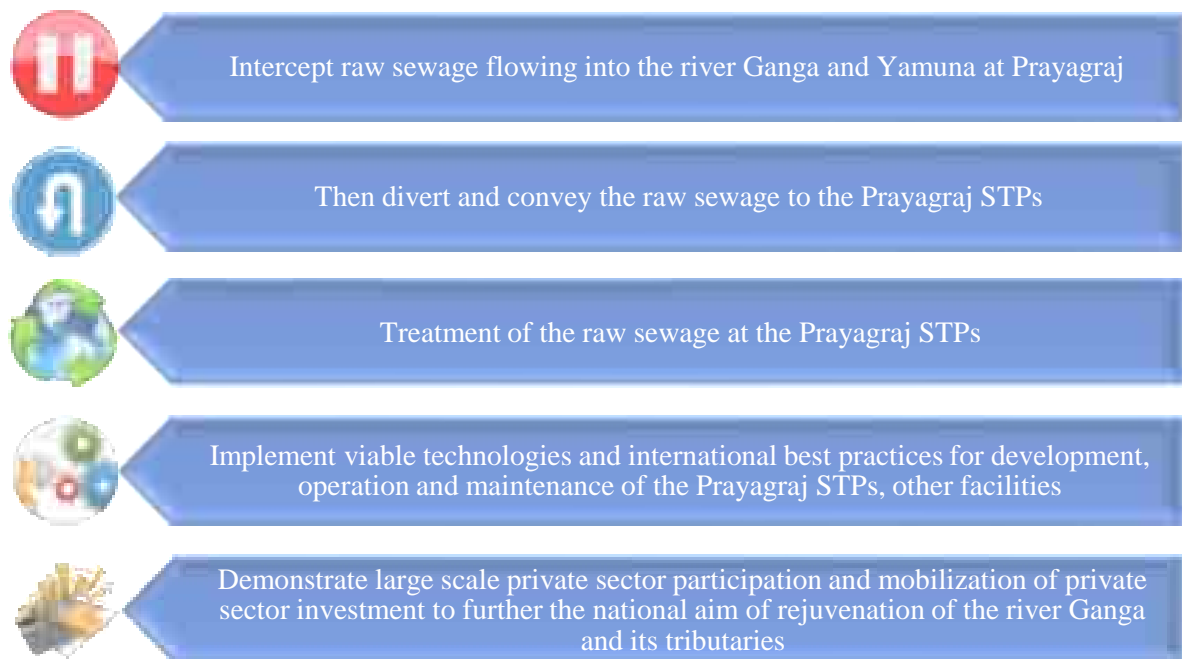 Intercept raw sewage flowing into the river Ganga and Yamuna at Prayagraj
Then divert and convey the raw sewage to the Prayagraj STPs
Treatment of the raw sewage at the Prayagraj STPs
Implement viable technologies and international best practices for development,
operation and maintenance of the Prayagraj STPs, other facilities
Demonstrate large scale private sector participation and mobilization of private
sector investment to further the national aim of rejuvenation of the river Ganga
and its tributaries